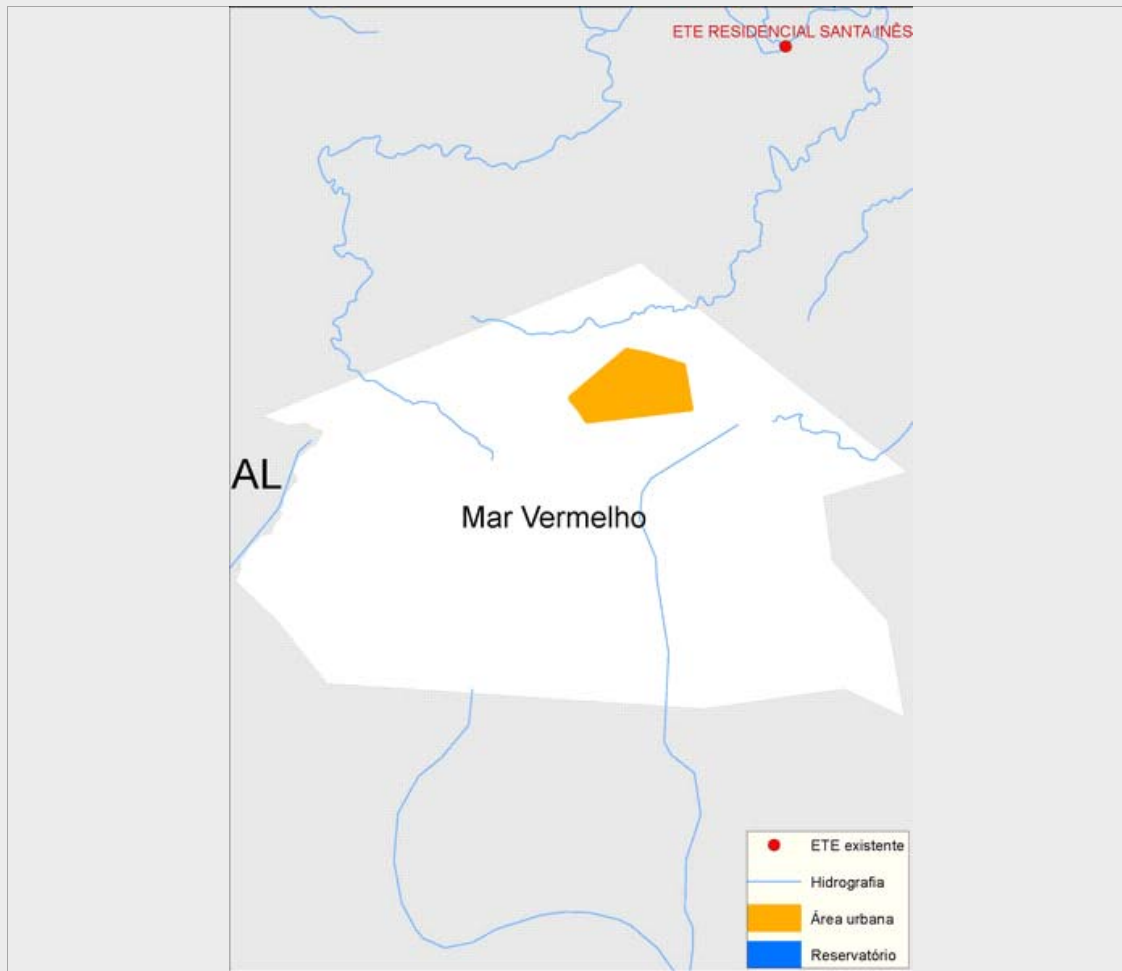 ETE RESIDENCIAL SANTA INÊS
AL
Mar Vermelho
ETE existente
Hidrografia
Área urbana
Reservatório